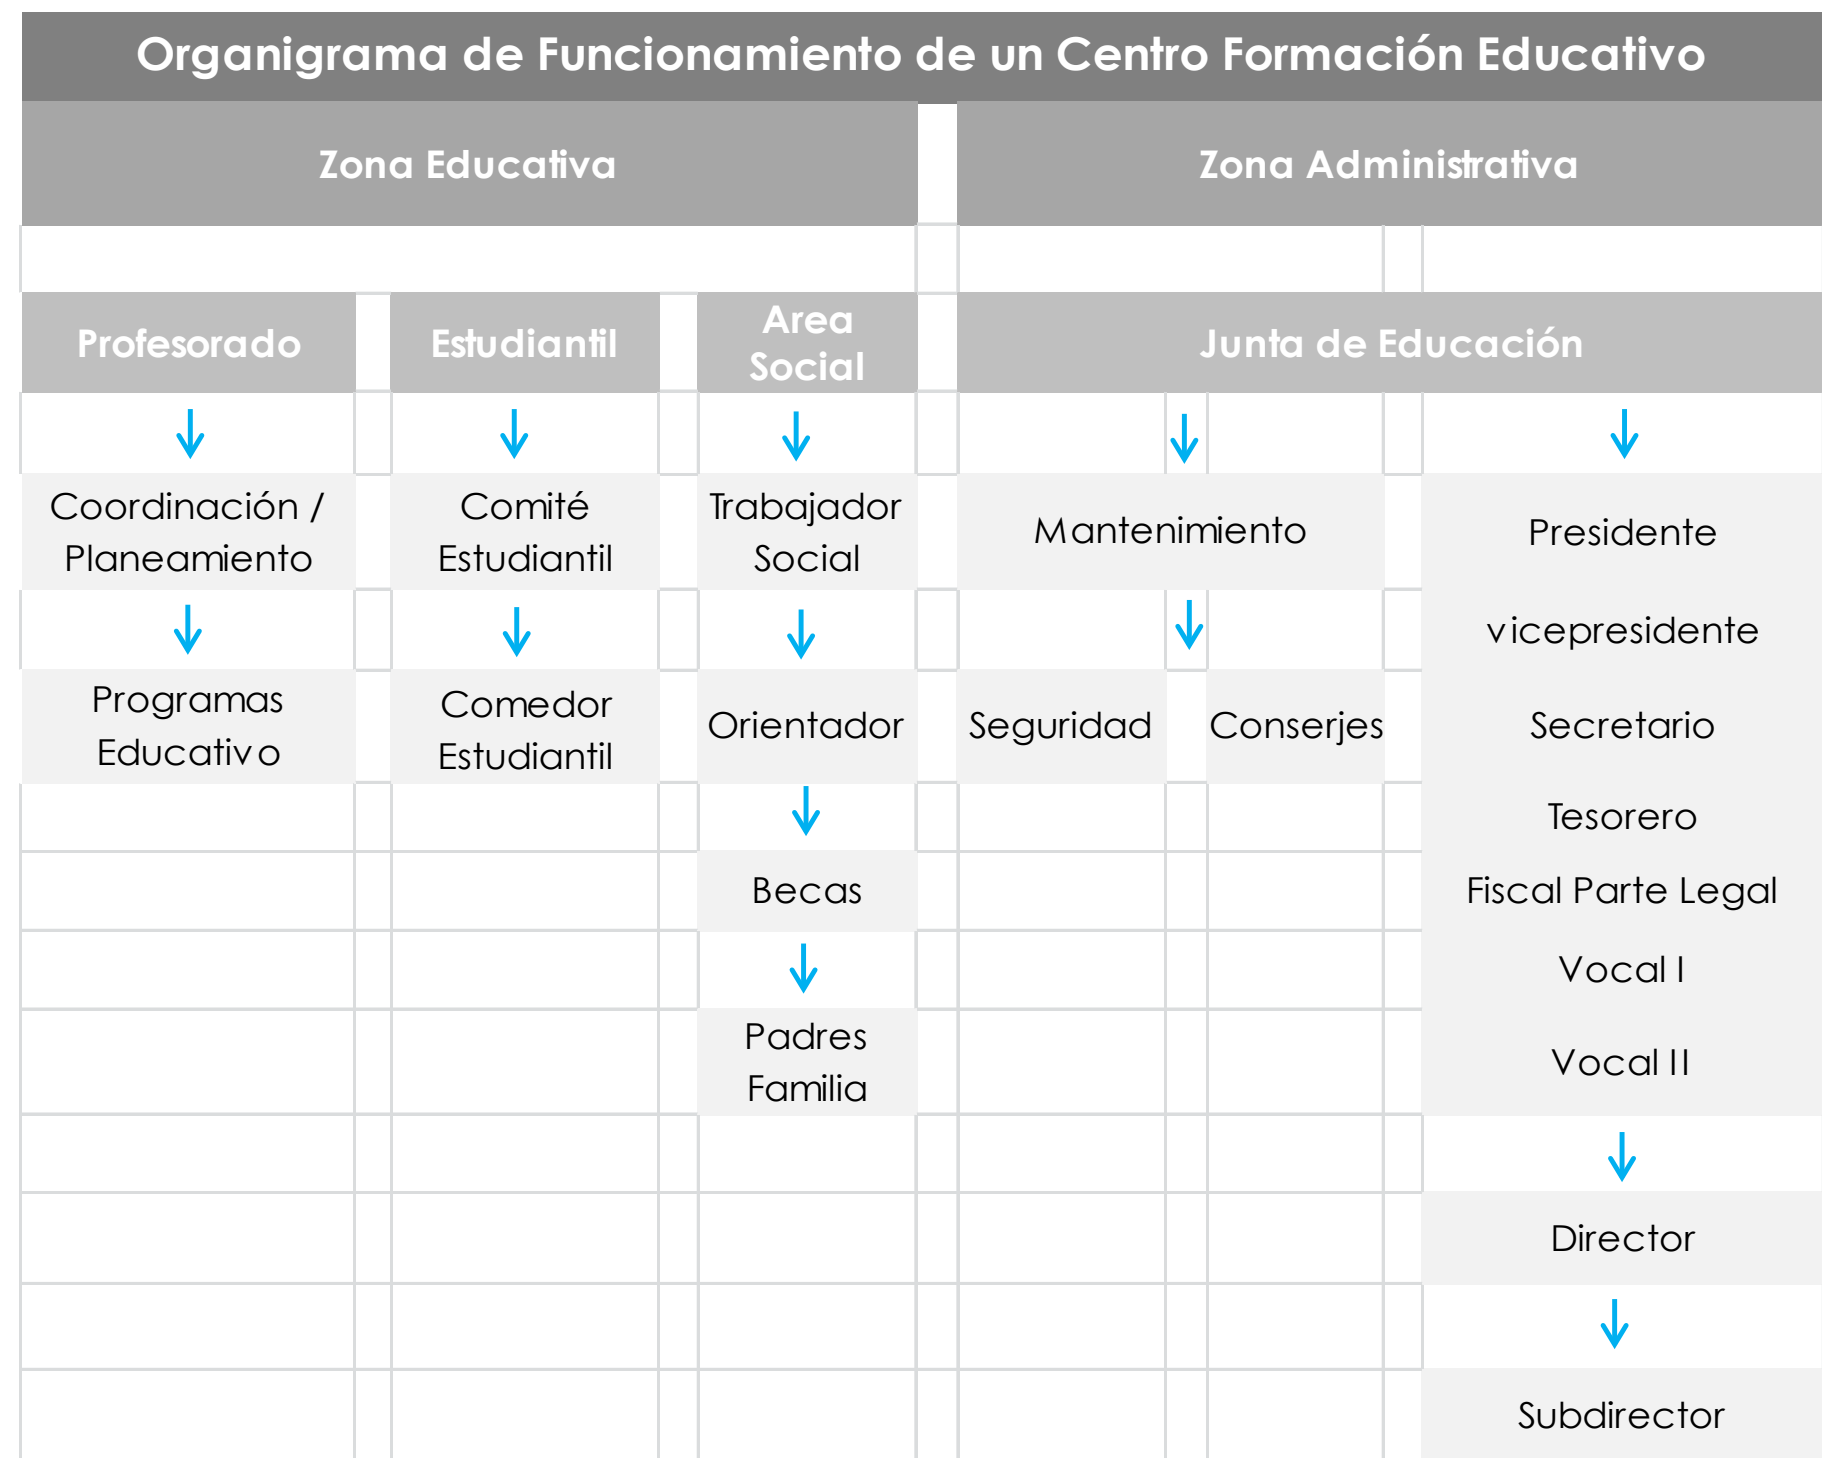 Organigrama de Funcionamiento de un Centro Formación Educativo
Zona Educativa
Zona Administrativa
Profesorado
Estudiantil
Area
Social
Junta de Educación
Coordinación /
Planeamiento
Comité
Estudiantil
Trabajador
Social
Mantenimiento
Presidente
vicepresidente
Programas
Educativo
Comedor
Estudiantil
Orientador
Seguridad
Conserjes
Secretario
Tesorero
Becas
Fiscal Parte Legal
Vocal I
Padres
Familia
Vocal II
Director
Subdirector